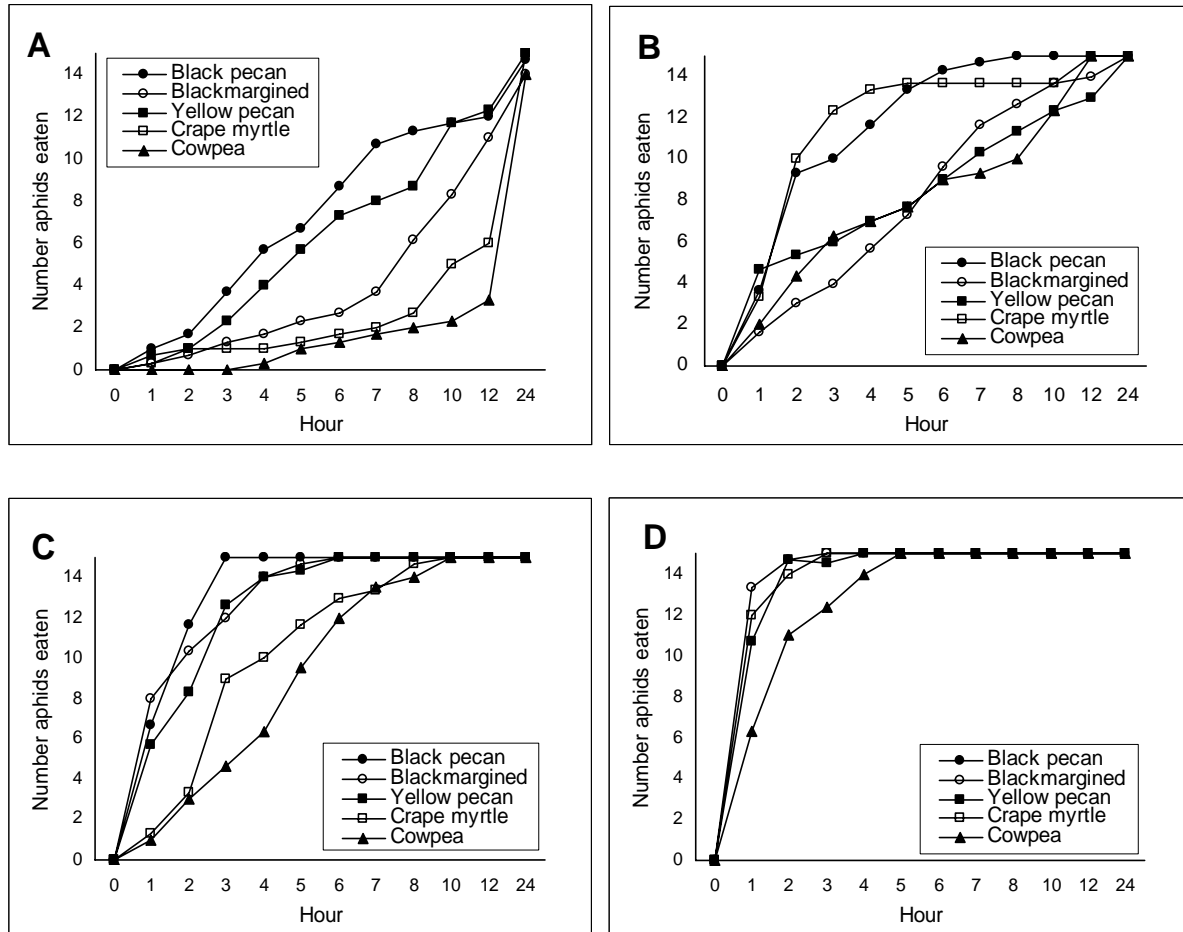 A
Number aphids eaten
14
12
10
8
6
4
2
0
Black pecan
Blackmargined
Yellow pecan
Crape myrtle
Cowpea
0 1 2 3 4 5 6 7 8 10 12 24
Hour
B
Number aphids eaten
14
12
10
8
6
4
2
0
Black pecan
Blackmargined
Yellow pecan
Crape myrtle
Cowpea
0 1 2 3 4 5 6 7 8 10 12 24
Hour
C
Number aphids eaten
14
12
10
8
6
4
2
0
Black pecan
Blackmargined
Yellow pecan
Crape myrtle
Cowpea
0 1 2 3 4 5 6 7 8 10 12 24
Hour
D
Number aphids eaten
14
12
10
8
6
4
2
0
Black pecan
Blackmargined
Yellow pecan
Crape myrtle
Cowpea
0 1 2 3 4 5 6 7 8 10 12 24
Hour